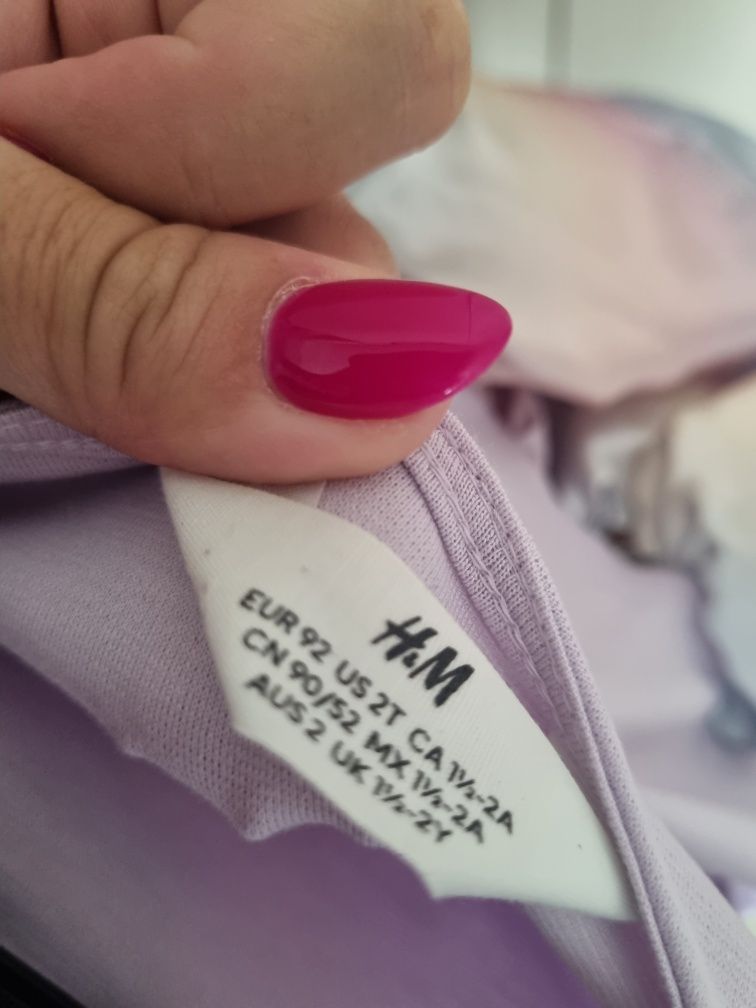 H&M
EUR 92 US 2T CA 1½-2A
CN 90/52 MX 1½-2A
AUS 2 UK 1½-2Y